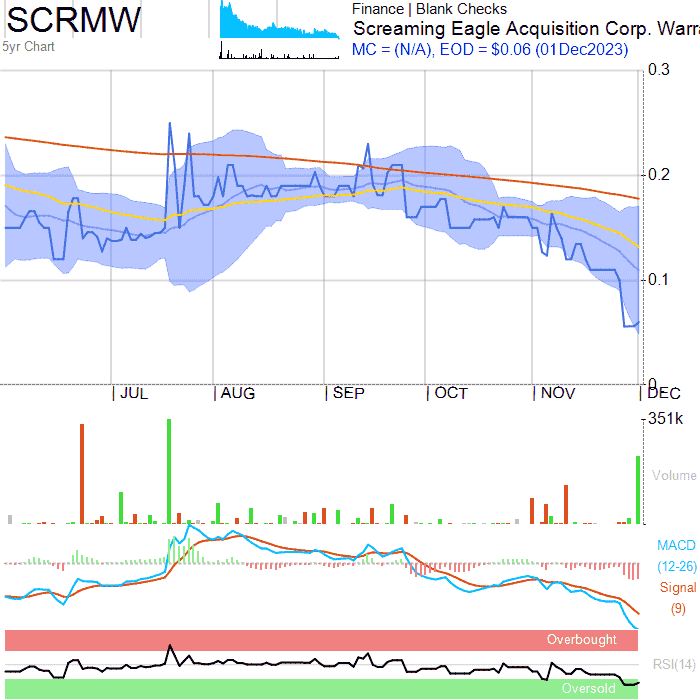 SCRMW
5yr Chart
Finance | Blank Checks
Screaming Eagle Acquisition Corp. Warra
MC = (N/A), EOD = $0.06 (01Dec2023)
0.3
0.2
0.1
0
JUL AUG SEP OCT NOV DEC
351k
Volume
MACD
(12-26)
Signal
(9)
Overbought
RSI(14)
Oversold